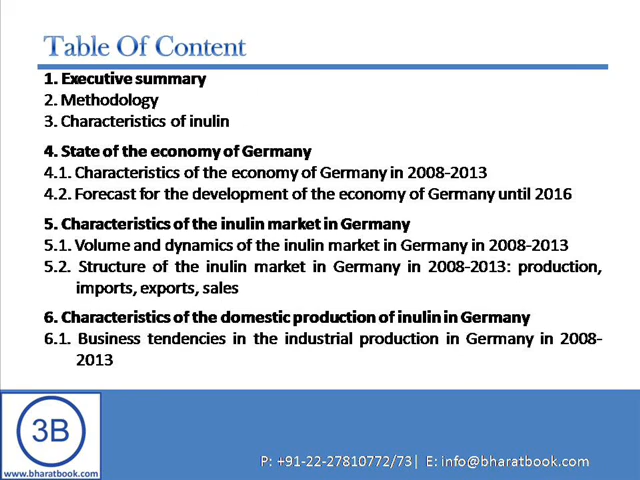 Table Of Content
1. Executive summary
2. Methodology
3. Characteristics of inulin
4. State of the economy of Germany
4.1. Characteristics of the economy of Germany in 2008-2013
4.2. Forecast for the development of the economy of Germany until 2016
5. Characteristics of the inulin market in Germany
5.1. Volume and dynamics of the inulin market in Germany in 2008-2013
5.2. Structure of the inulin market in Germany in 2008-2013: production,
imports, exports, sales
6. Characteristics of the domestic production of inulin in Germany
6.1. Business tendencies in the industrial production in Germany in 2008-
2013
3B
www.bharatbook.com
P: +91-22-27810772/73| E: info@bharatbook.com